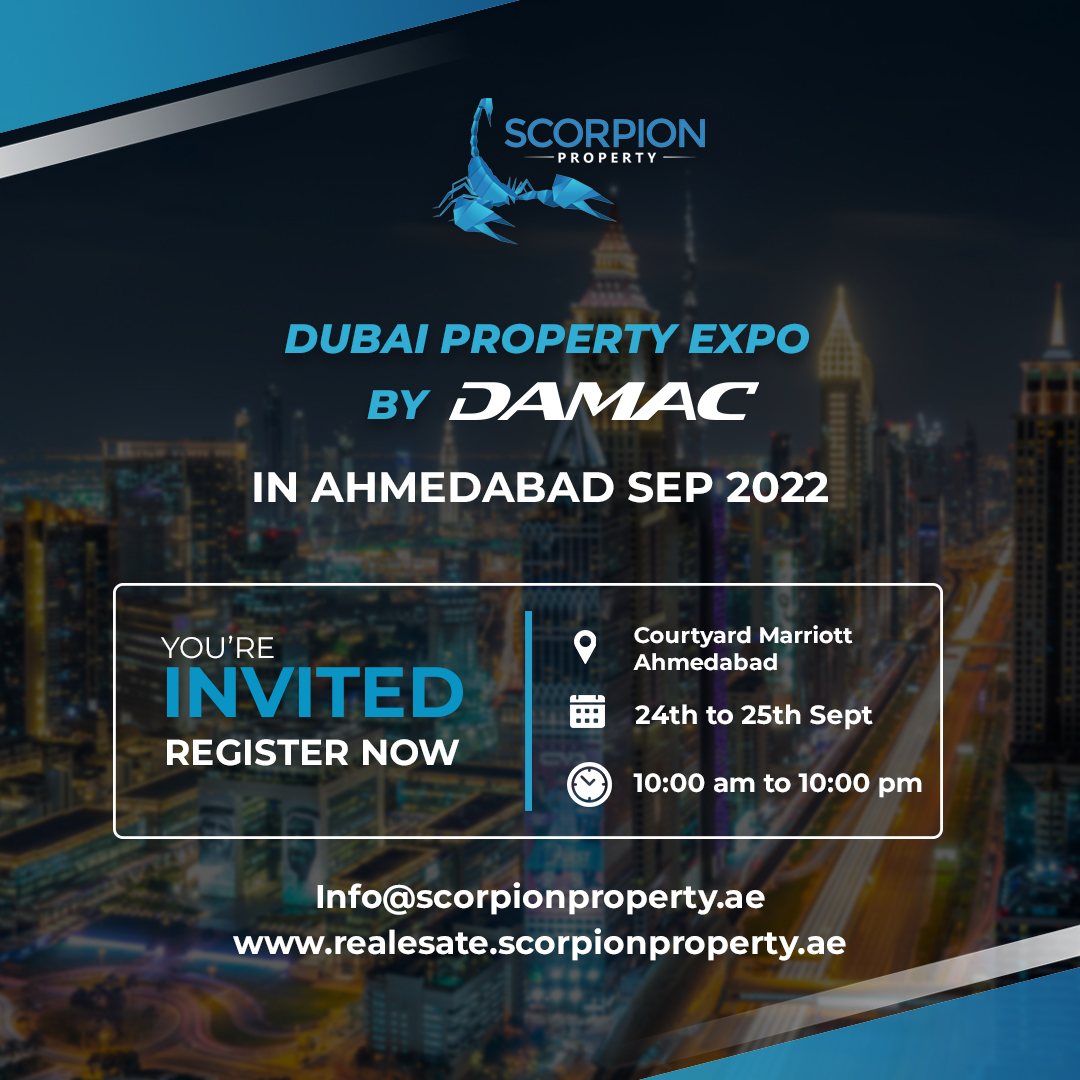 SCORPION
PROPERTY
DUBAI PROPERTY EXPO
BY DAMAC
IN AHMEDABAD SEP 2022
YOU'RE
INVITED
REGISTER NOW
Courtyard Marriott
Ahmedabad
24th to 25th Sept
10:00 am to 10:00 pm
Info@scorpionproperty.ae
www.realesate.scorpionproperty.ae